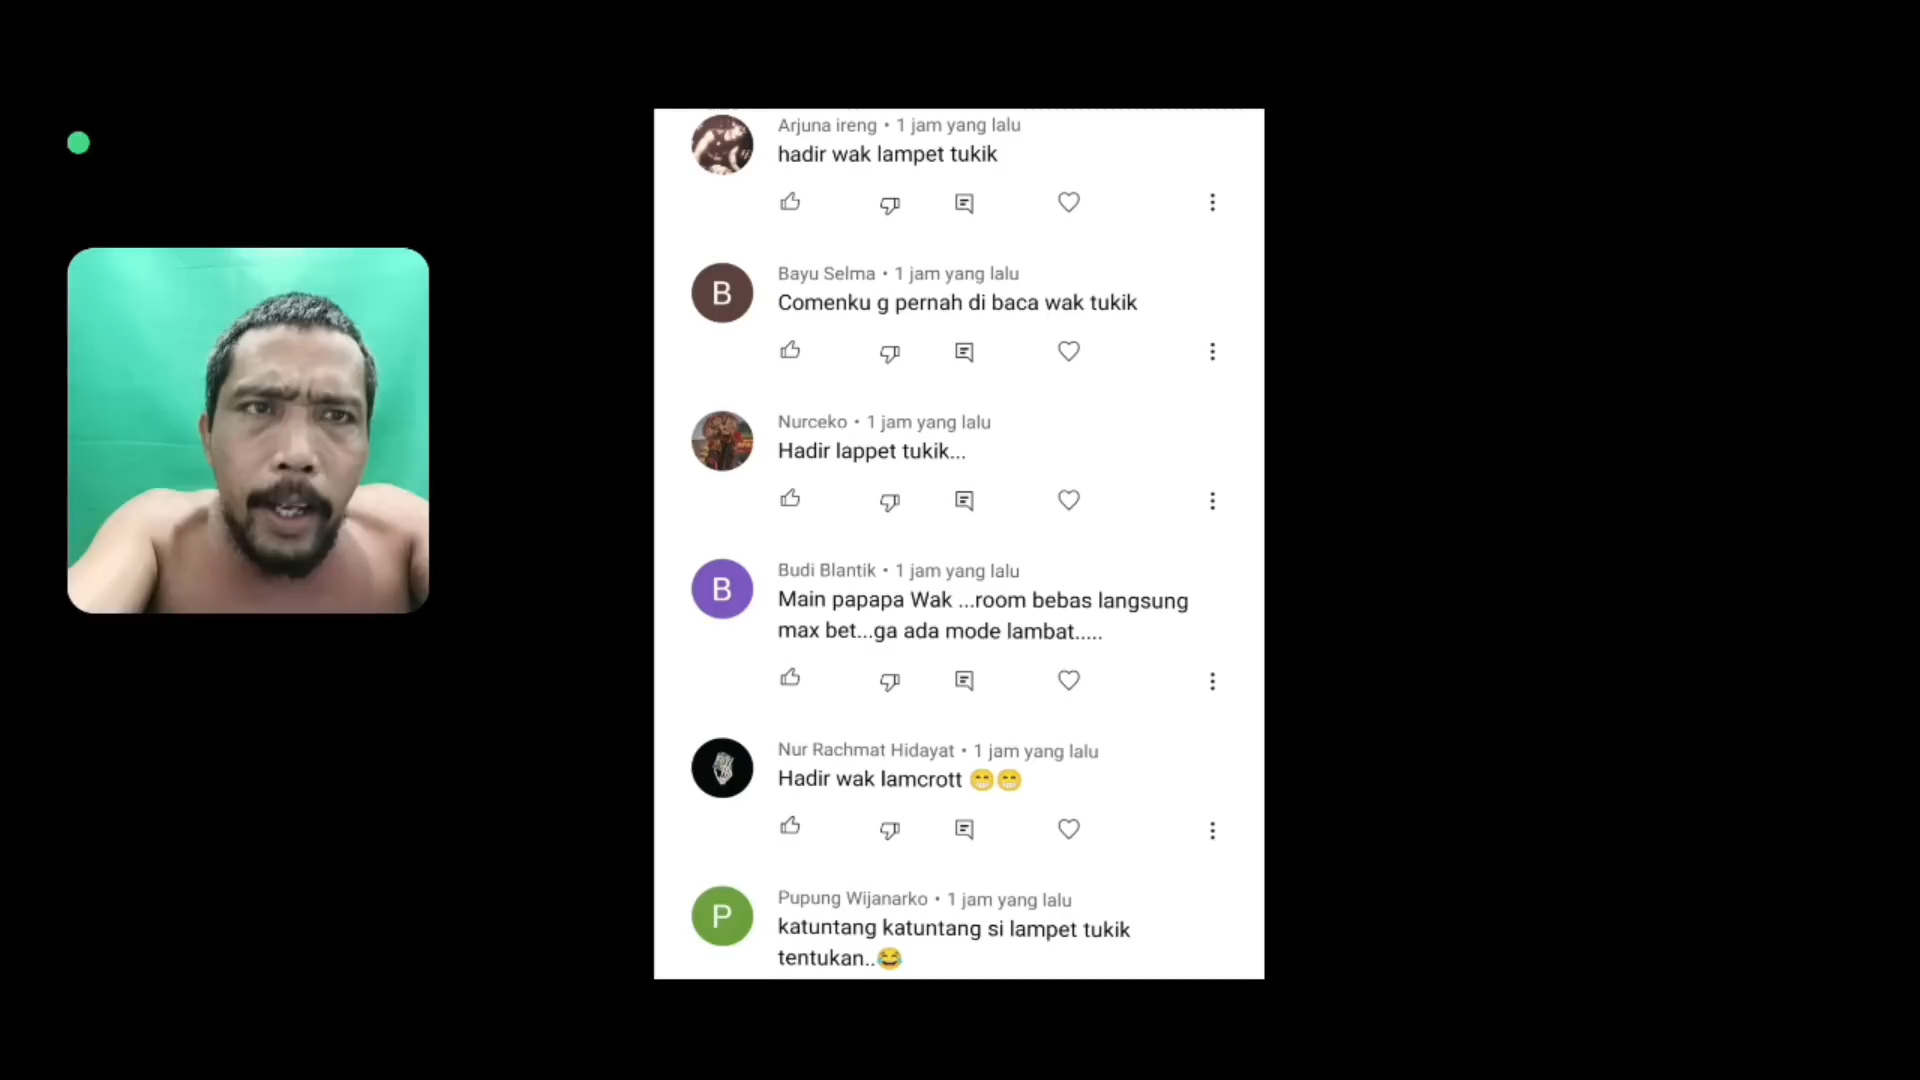 Arjuna ireng • 1 jam yang lalu
hadir wak lampet tukik
B
Bayu Selma • 1 jam yang lalu
Comenku g pernah di baca wak tukik
Nurceko • 1 jam yang lalu
Hadir lappet tukik...
B
Budi Blantik • 1 jam yang lalu
Main papapa Wak ...room bebas langsung
max bet...ga ada mode lambat.....
Nur Rachmat Hidayat • 1 jam yang lalu
Hadir wak lamcrott 😁😁
P
Pupung Wijanarko • 1 jam yang lalu
katuntang katuntang si lampet tukik
tentukan..😂